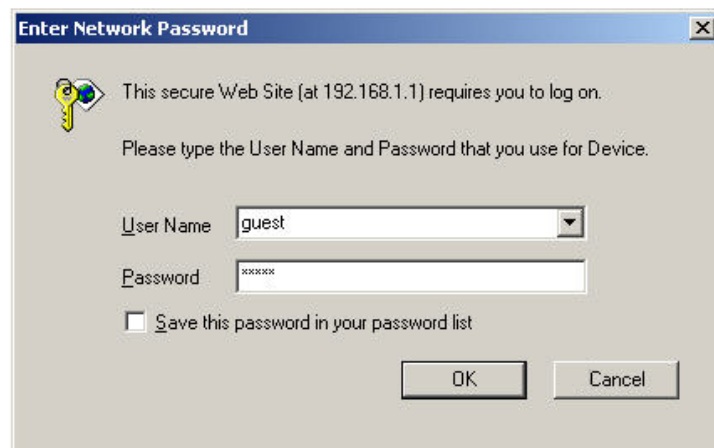 Enter Network Password
This secure Web Site (at 192.168.1.1) requires you to log on.
Please type the User Name and Password that you use for Device.
User Name guest
Password xxxxx
Save this password in your password list
OK Cancel